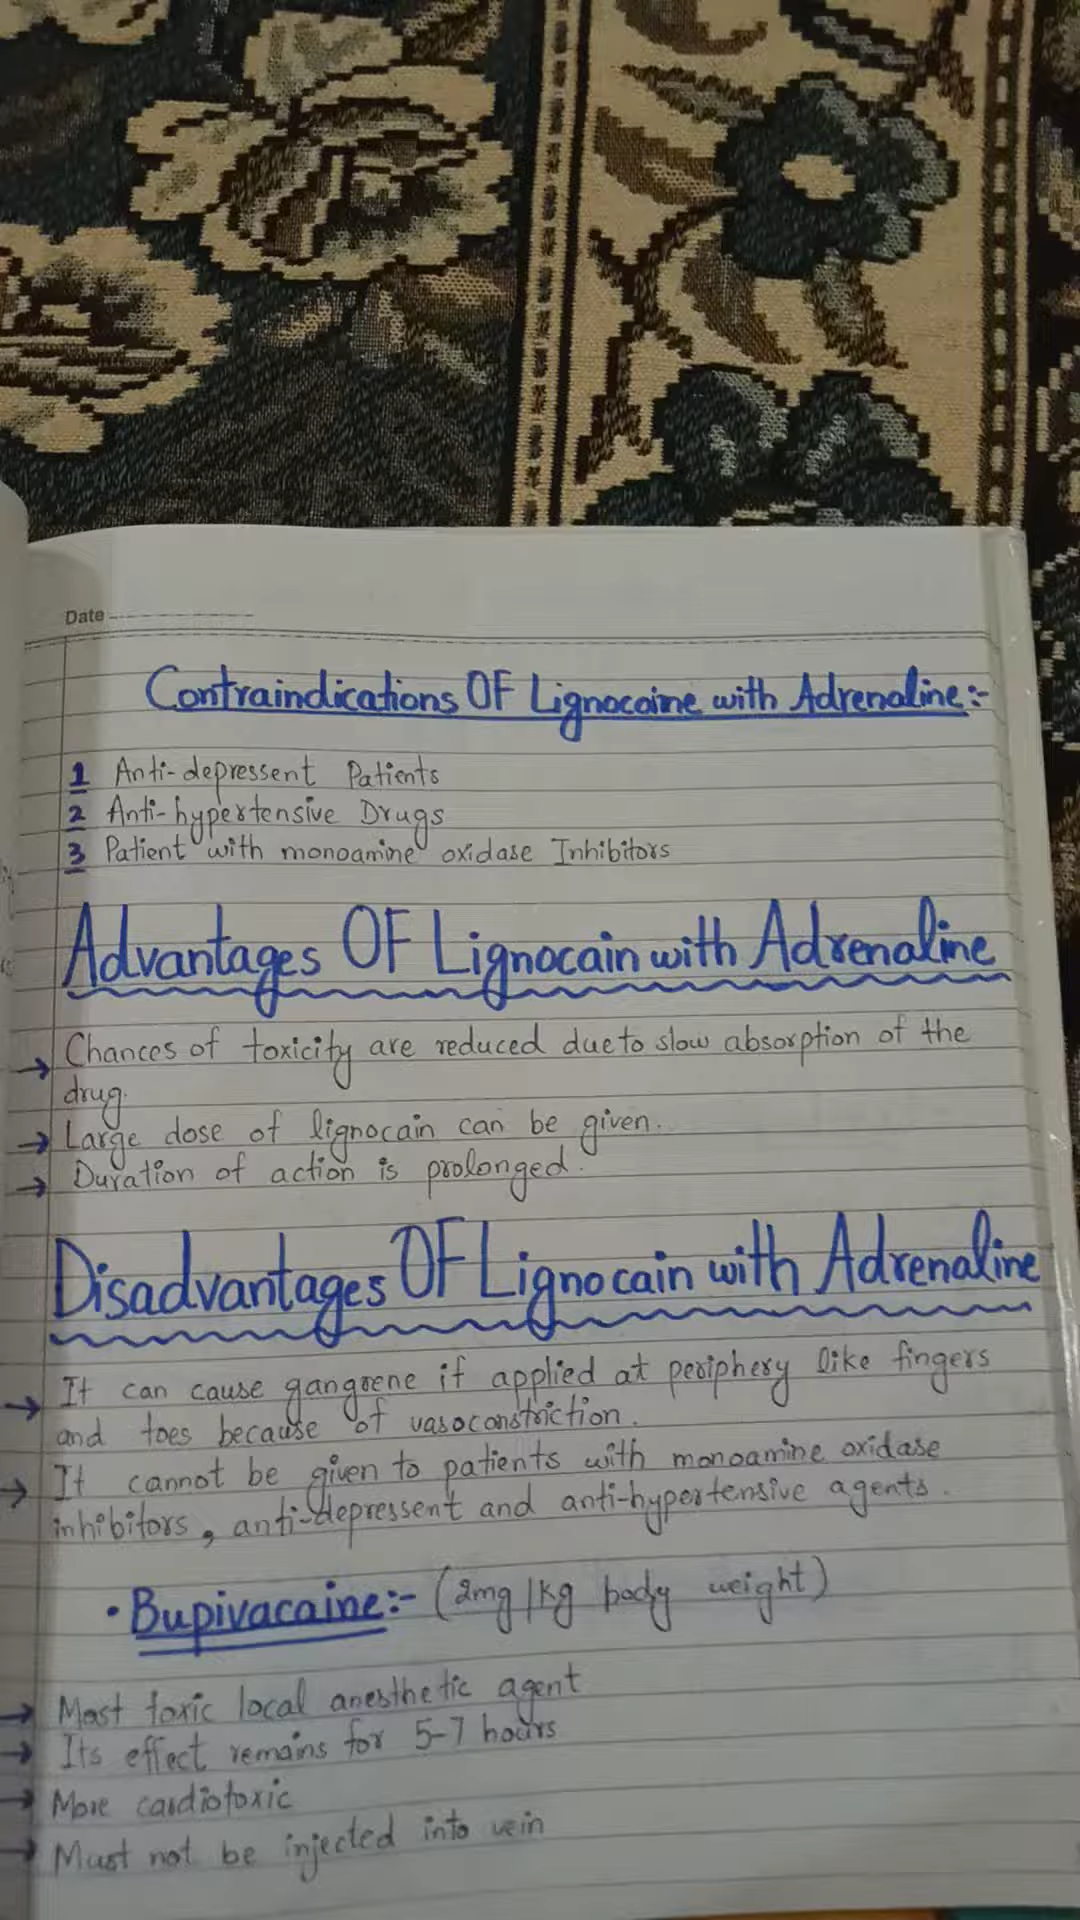 Date
Contraindications OF Lignocaine with Adrenaline:-
1 Anti-depressent Patients
2 Anti-hypertensive Drugs
3 Patient with monoamine oxidase Inhibitors
Advantages OF Lignocain with Adrenaline
→ Chances of toxicity are reduced due to slow absorption of the
drug.
→ Large dose of lignocain can be given.
→ Duration of action is prolonged.
Disadvantages OF Lignocain with Adrenaline
→ It can cause gangrene if applied at periphery like fingers
and toes because of vasoconstriction.
→ It cannot be given to patients with monoamine oxidase
inhibitors, anti-depressent and anti-hypertensive agents.
• Bupivacaine:- (2mg/kg body weight)
→ Most toxic local anesthetic agent
→ Its effect remains for 5-7 hours
→ More cardiotoxic
→ Must not be injected into vein